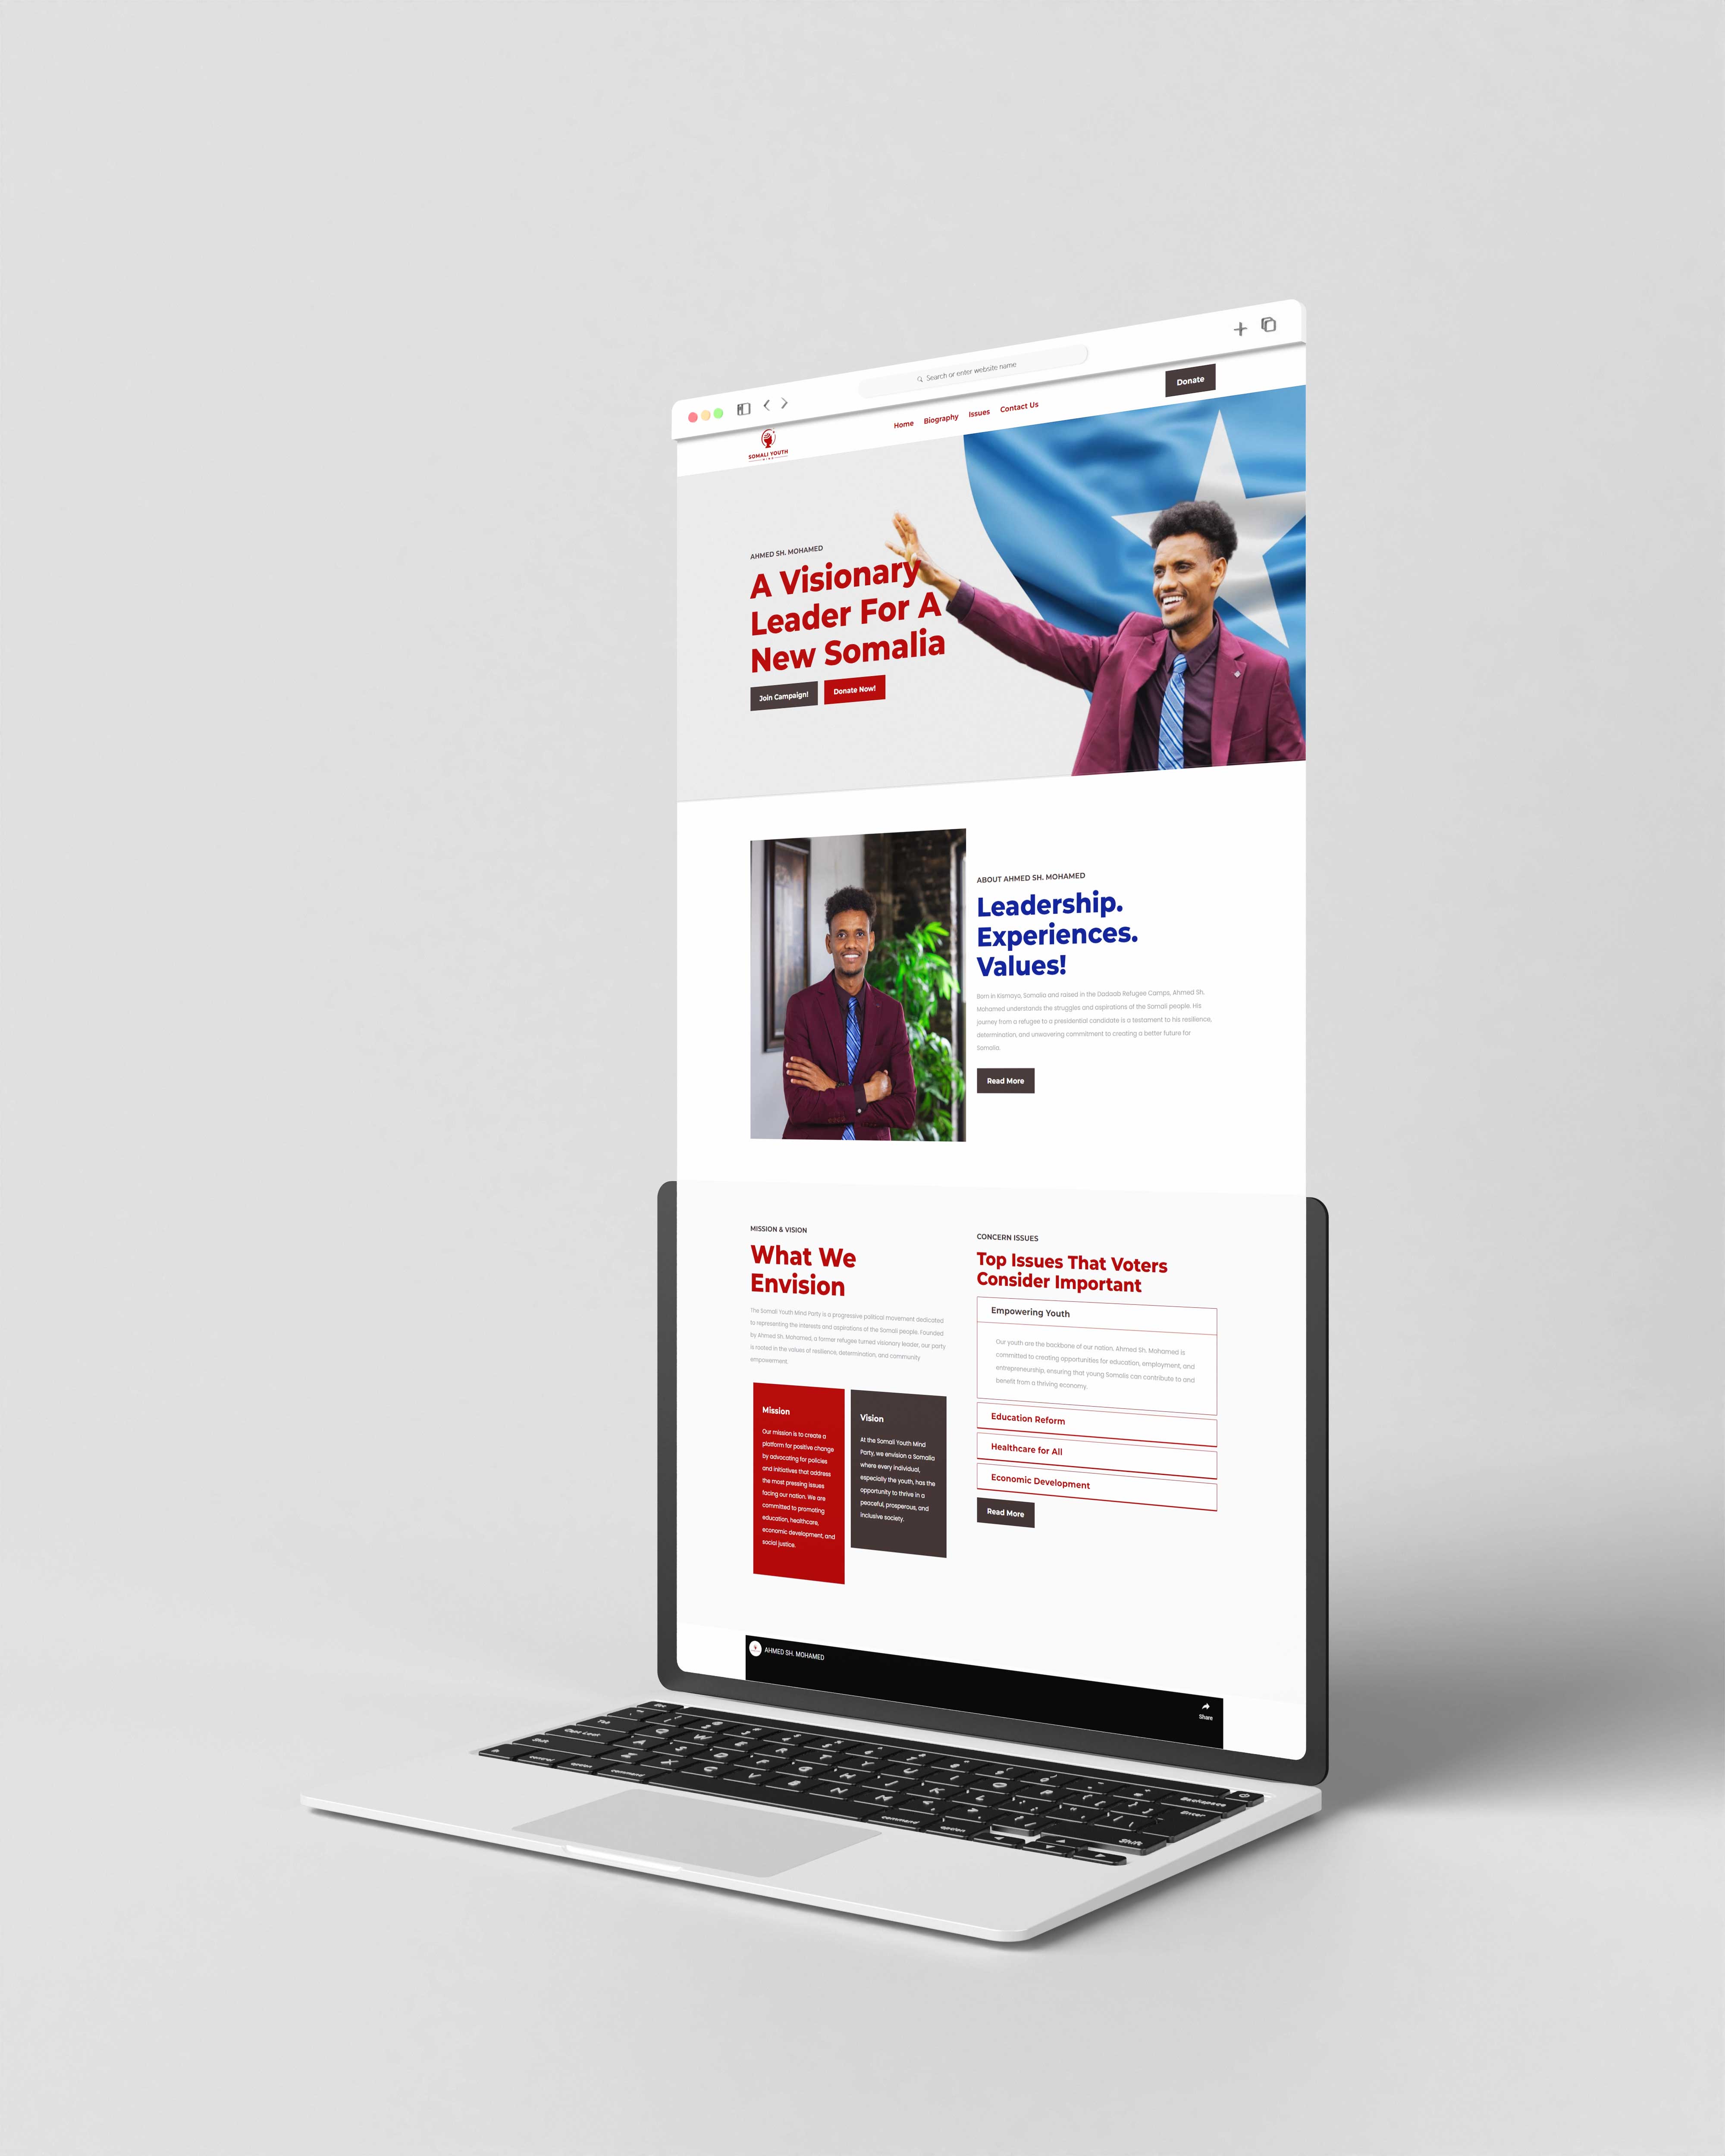 Search or enter website name
SOMALI YOUTH
MIND
Home Biography Issues Contact Us
Donate
AHMED SH. MOHAMED
A Visionary
Leader For A
New Somalia
Join Campaign! Donate Now!
ABOUT AHMED SH. MOHAMED
Leadership.
Experiences.
Values!
Born in Kismayo, Somalia and raised in the Dadaab Refugee Camps, Ahmed Sh.
Mohamed understands the struggles and aspirations of the Somali people. His
journey from a refugee to a presidential candidate is a testament to his resilience,
determination, and unwavering commitment to creating a better future for
Somalia.
Read More
MISSION & VISION
What We
Envision
The Somali Youth Mind Party is a progressive political movement dedicated
to representing the interests and aspirations of the Somali people. Founded
by Ahmed Sh. Mohamed, a former refugee turned visionary leader, our party
is rooted in the values of resilience, determination, and community
empowerment.
Mission
Our mission is to create a
platform for positive change
by advocating for policies
and initiatives that address
the most pressing issues
facing our nation. We are
committed to promoting
education, healthcare,
economic development, and
social justice.
Vision
At the Somali Youth Mind
Party, we envision a Somalia
where every individual,
especially the youth, has the
opportunity to thrive in a
peaceful, prosperous, and
inclusive society.
CONCERN ISSUES
Top Issues That Voters
Consider Important
Empowering Youth
Our youth are the backbone of our nation. Ahmed Sh. Mohamed is
committed to creating opportunities for education, employment, and
entrepreneurship, ensuring that young Somalis can contribute to and
benefit from a thriving economy.
Education Reform
Healthcare for All
Economic Development
Read More
AHMED SH. MOHAMED
Share